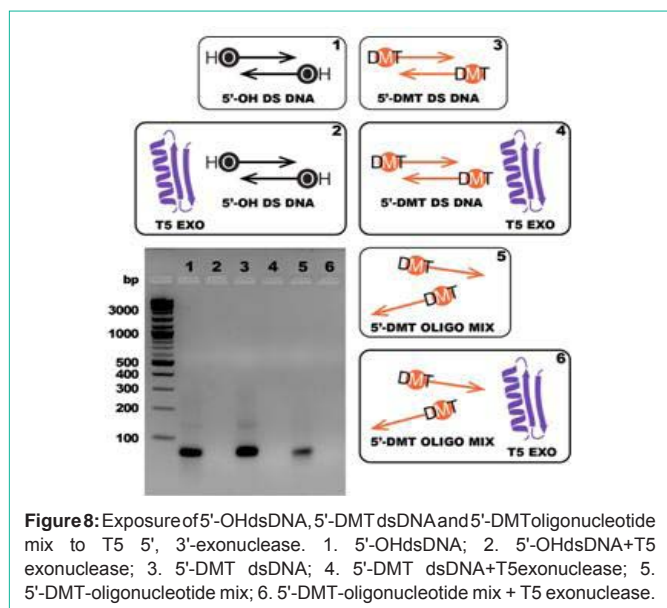 HO 1
OH
5'-OH DS DNA
DMT 3
DMT
5'-DMT DS DNA
2
HO
OH
5'-OH DS DNA
T5 EXO
4
DMT
DMT
5'-DMT DS DNA
T5 EXO
1 2 3 4 5 6
bp
3000
1000
500
400
300
200
100
5
DMT
DMT
5'-DMT OLIGO MIX
6
DMT
DMT
5'-DMT OLIGO MIX
T5 EXO
Figure 8: Exposure of 5'-OHdsDNA, 5'-DMT dsDNA and 5'-DMToligonucleotide
mix to T5 5', 3'-exonuclease. 1. 5'-OHdsDNA; 2. 5'-OHdsDNA+T5
exonuclease; 3. 5'-DMT dsDNA; 4. 5'-DMT dsDNA+T5exonuclease; 5.
5'-DMT-oligonucleotide mix; 6. 5'-DMT-oligonucleotide mix + T5 exonuclease.